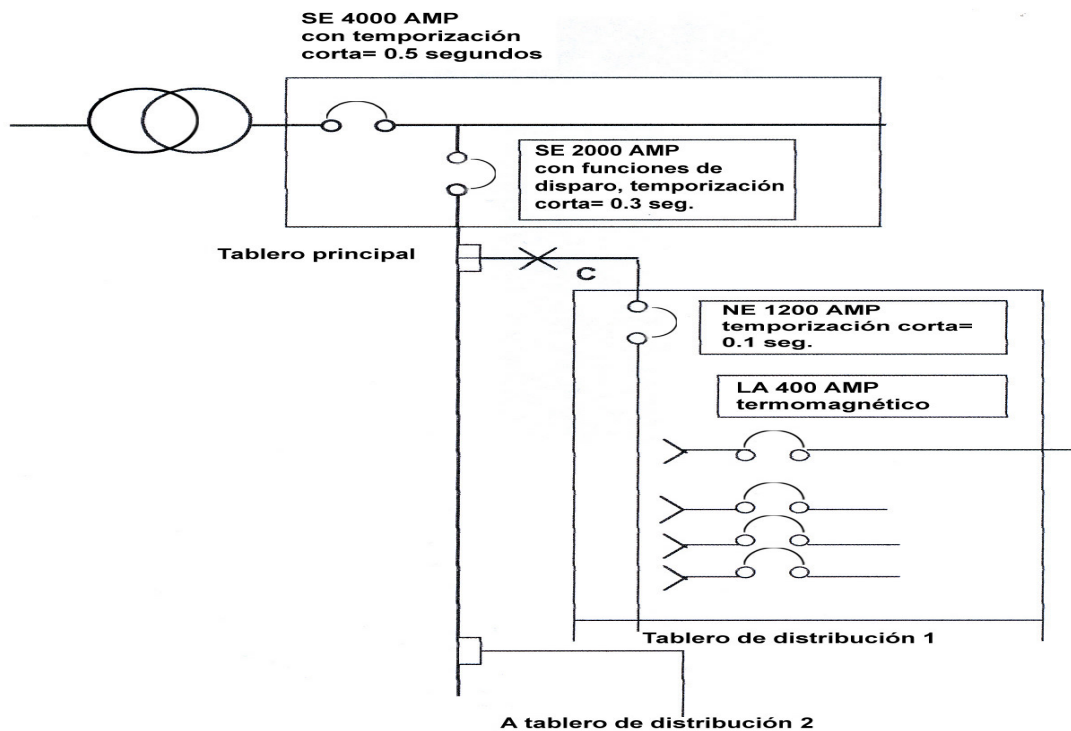 SE 4000 AMP
con temporización
corta= 0.5 segundos
SE 2000 AMP
con funciones de
disparo, temporización
corta= 0.3 seg.
Tablero principal
C
NE 1200 AMP
temporización corta=
0.1 seg.
LA 400 AMP
termomagnético
Tablero de distribución 1
A tablero de distribución 2